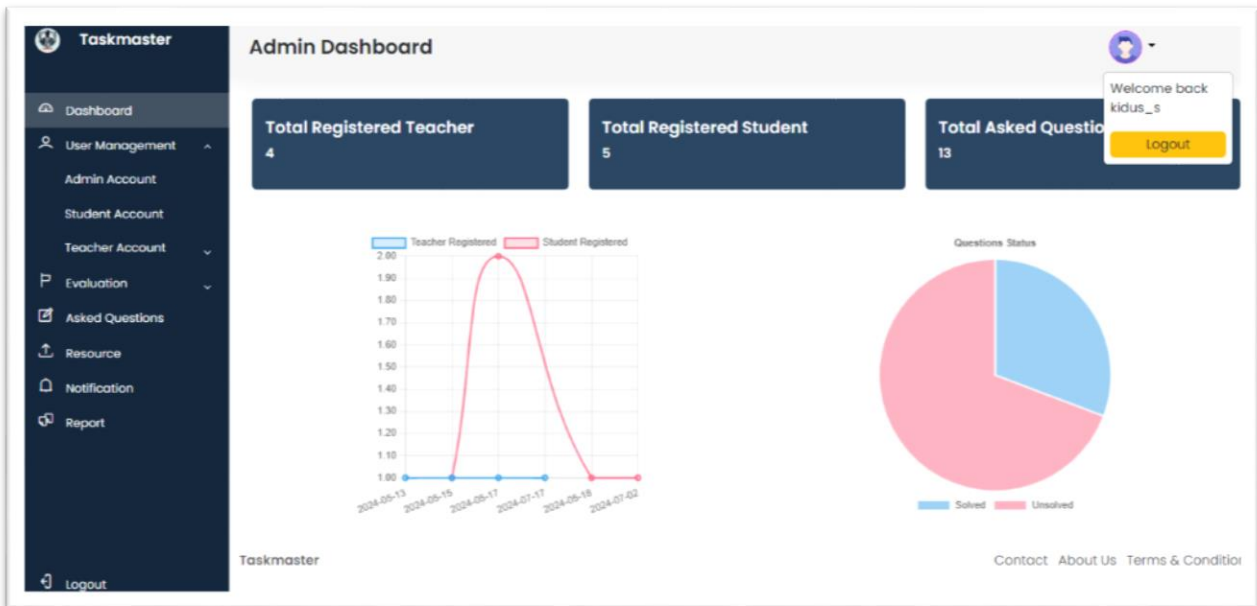 Taskmaster
Dashboard
User Management
Admin Account
Student Account
Teacher Account
Evaluation
Asked Questions
Resource
Notification
Report
Logout
Admin Dashboard
Welcome back
kidus_s
Logout
Total Registered Teacher
4
Total Registered Student
5
Total Asked Questio
13
Teacher Registered Student Registered
2.00
1.90
1.80
1.70
1.60
1.50
1.40
1.30
1.20
1.10
1.00
2024-05-13 2024-05-15 2024-05-17 2024-07-17 2024-05-18 2024-07-02
Questions Status
Solved Unsolved
Taskmaster
Contact About Us Terms & Condition